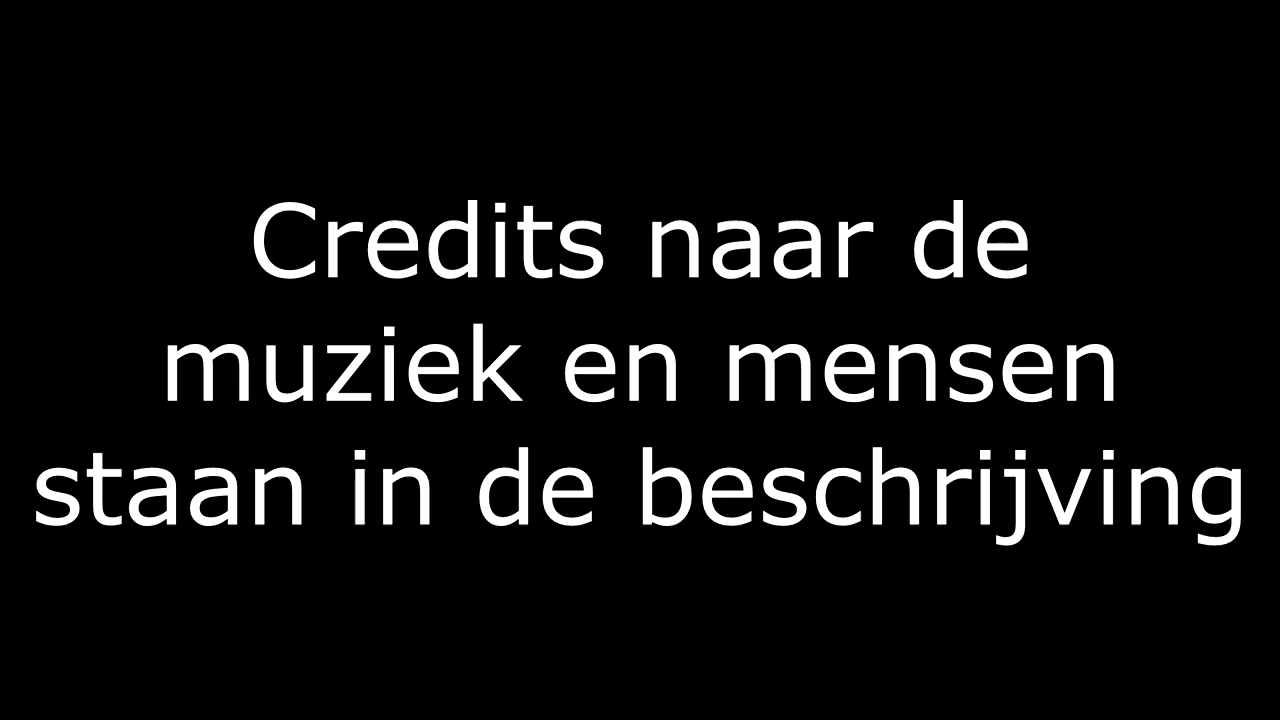 Credits naar de
muziek en mensen
staan in de beschrijving